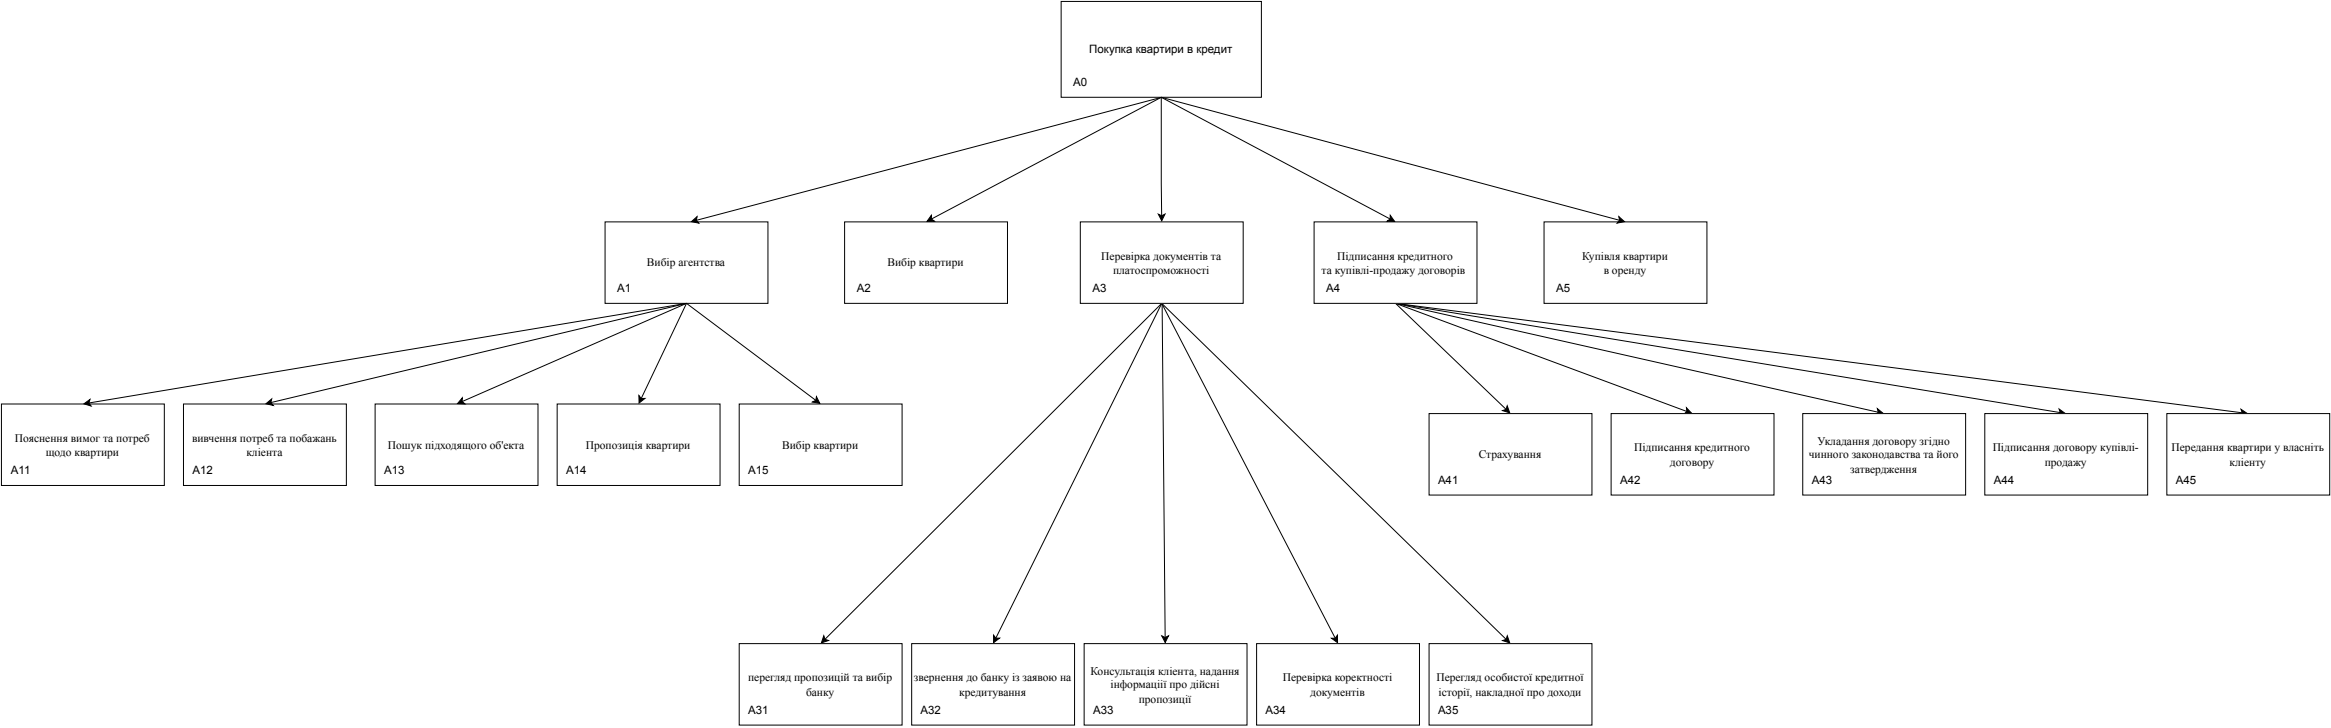 Покупка квартири в кредит
A0
Вибір агентства
A1
Вибір квартири
A2
Перевірка документів та
платоспроможності
A3
Підписання кредитного
та купівлі-продажу договорів
A4
Купівля квартири
в оренду
A5
Пояснення вимог та потреб
щодо квартири
A11
вивчення потреб та побажань
клієнта
A12
Пошук підходящого об'екта
A13
Пропозиція квартири
A14
Вибір квартири
A15
Страхування
A41
Підписання кредитного
договору
A42
Укладання договору згідно
чинного законодавства та його
затвердження
A43
Підписання договору купівлі-
продажу
A44
Передання квартири у власніть
клієнту
A45
перегляд пропозицій та вибір
банку
A31
звернення до банку із заявою на
кредитування
A32
Консультація клієнта, надання
інформаціії про дійсні
пропозиції
A33
Перевірка коректності
документів
A34
Перегляд особистої кредитної
історії, накладної про доходи
A35